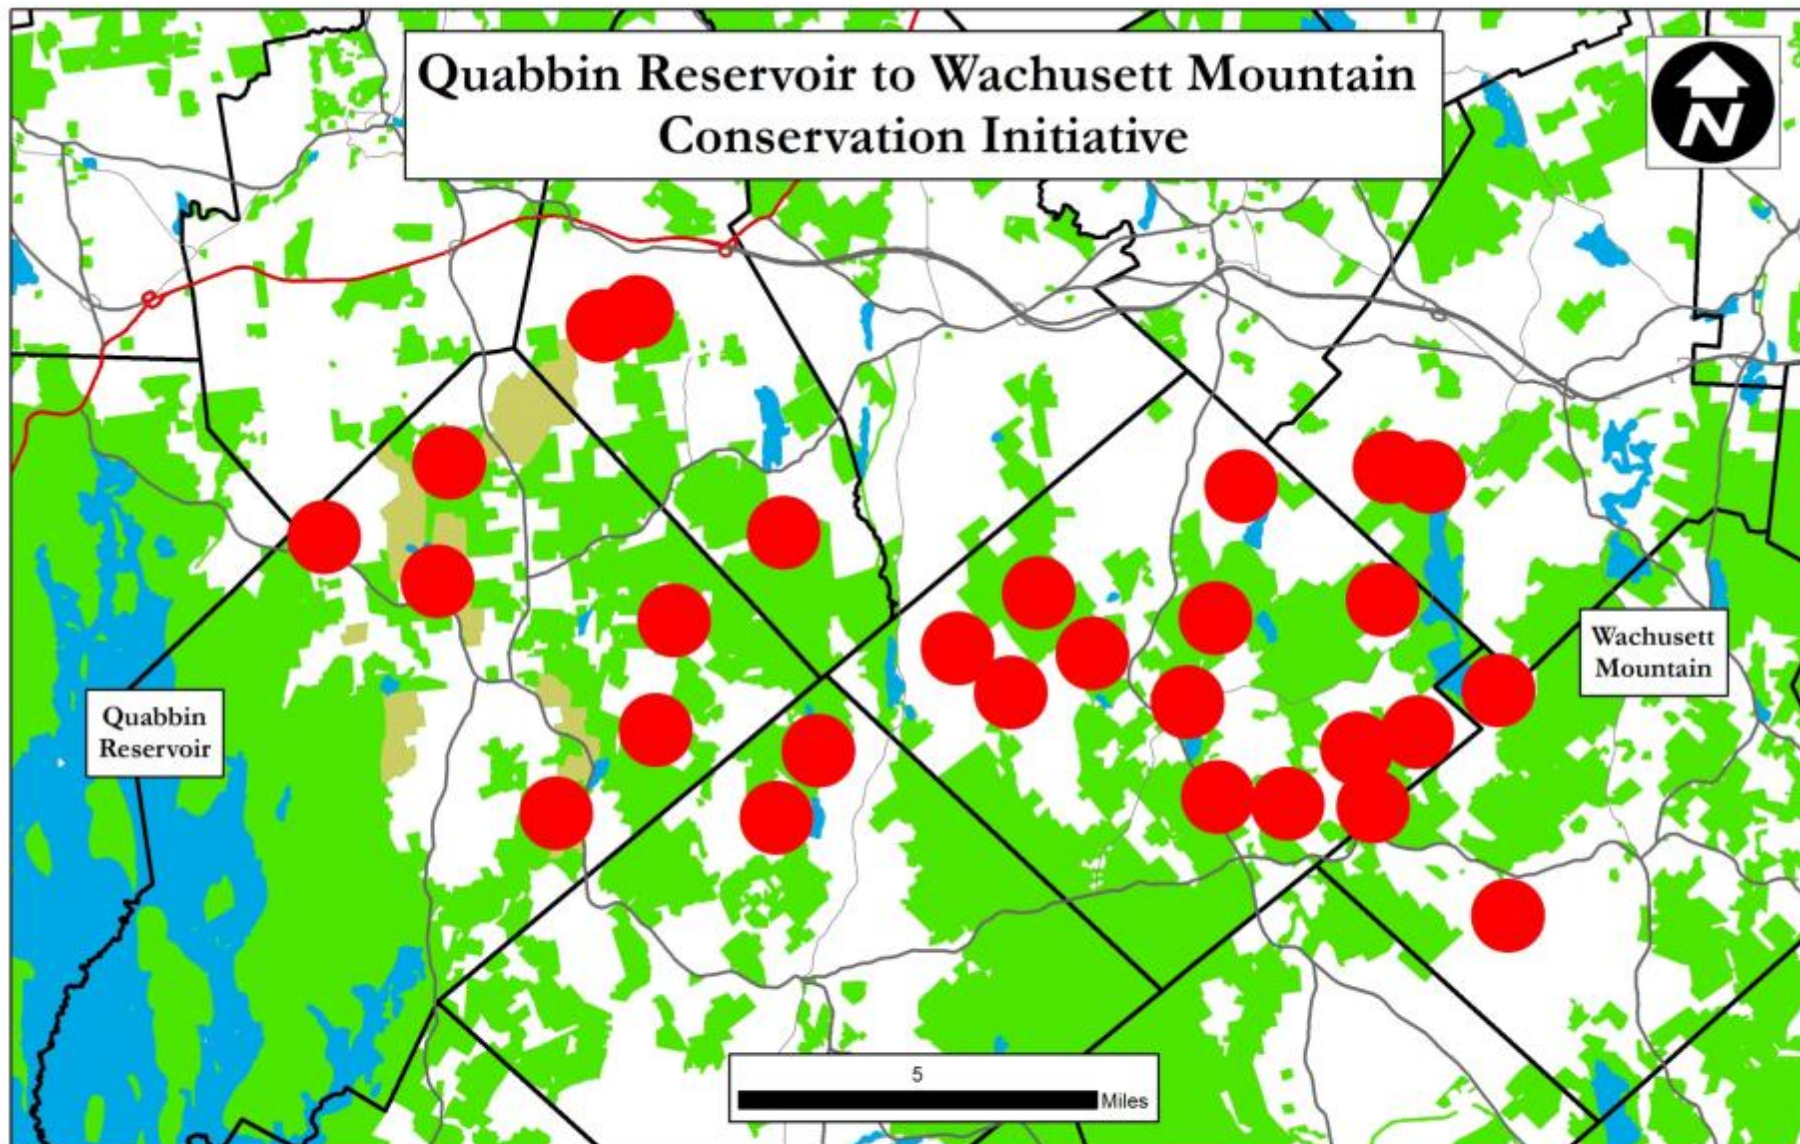 Quabbin Reservoir to Wachusett Mountain
Conservation Initiative
N
Wachusett
Mountain
Quabbin
Reservoir
5
Miles